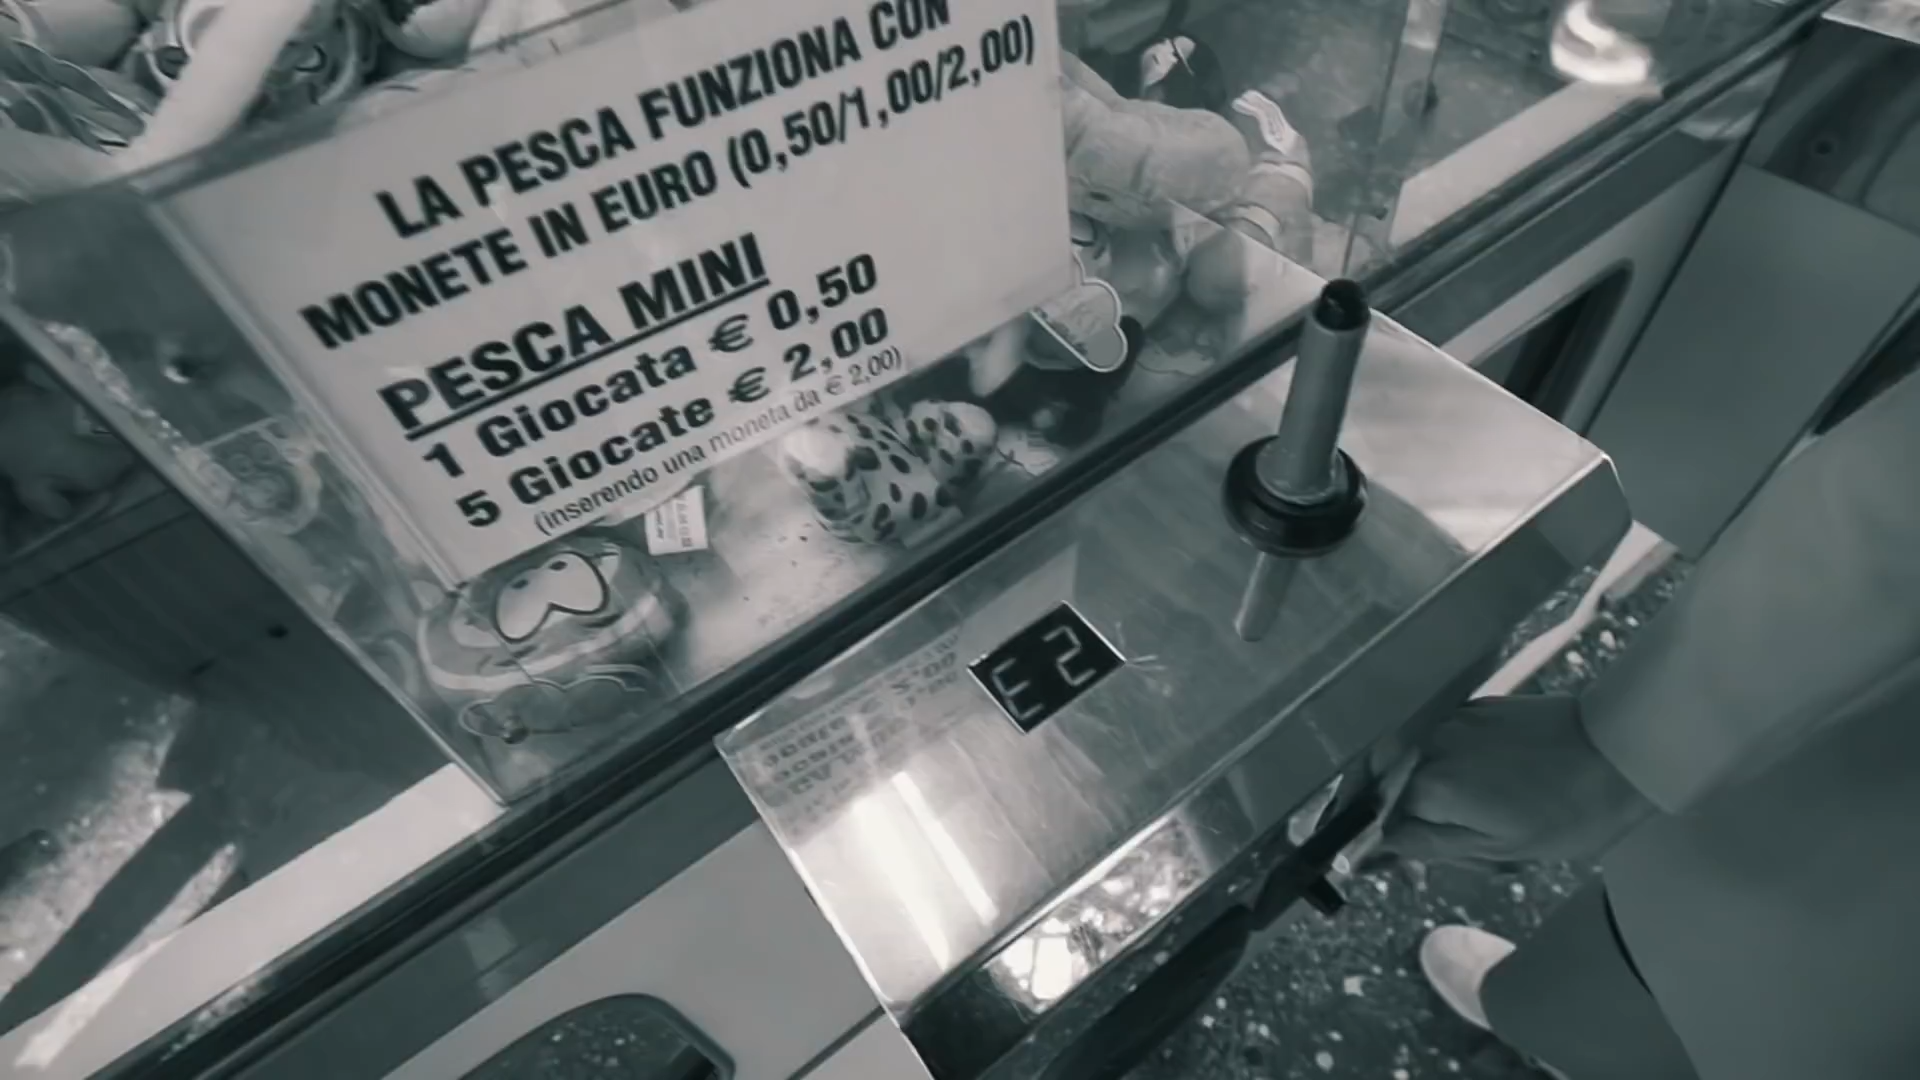 LA PESCA FUNZIONA CON
MONETE IN EURO (0,50/1,00/2,00)
PESCA MINI
1 Giocata € 0,50
5 Giocate € 2,00
(inserendo una moneta da € 2,00)
E2